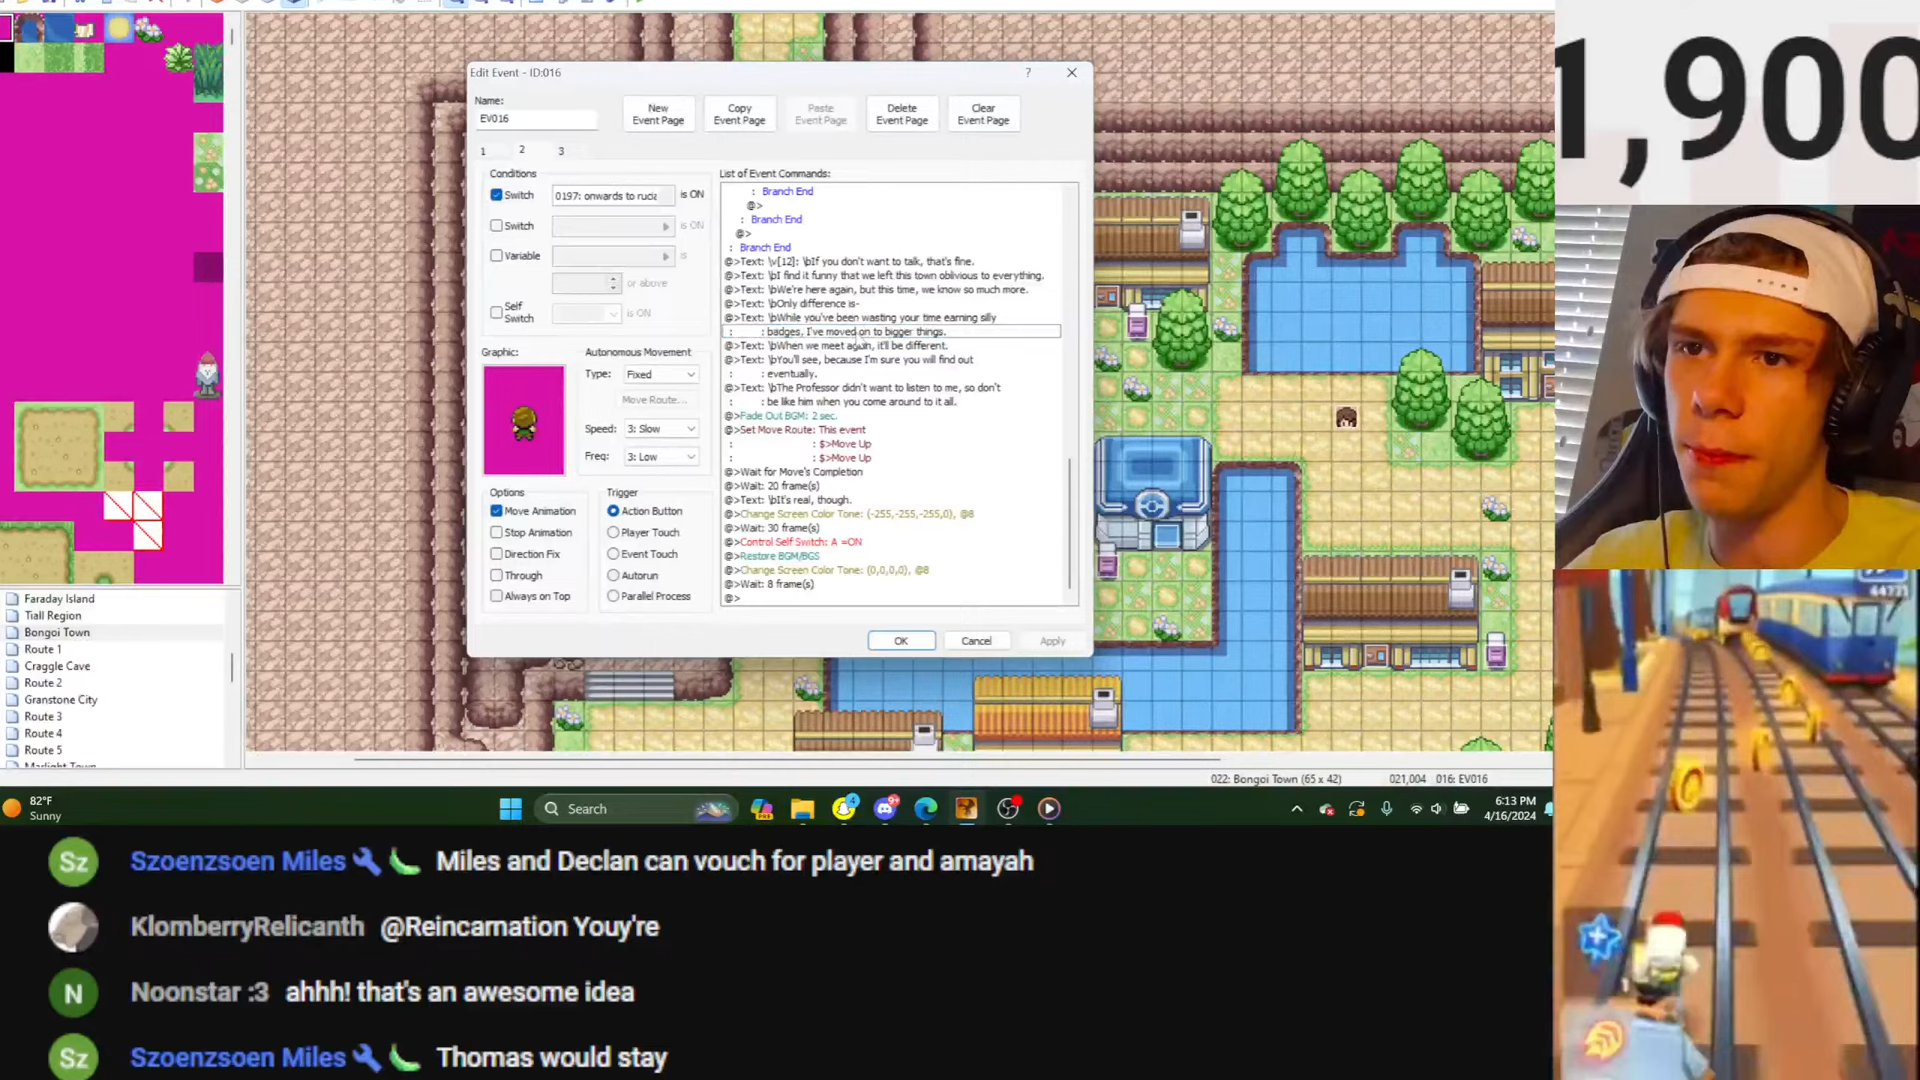 Edit Event - ID:016
?
Name:
EV016
New
Event Page
Copy
Event Page
Paste
Event Page
Delete
Event Page
Clear
Event Page
1
2
3
Conditions
Switch
0197: onwards to rucia
is ON
Switch
is ON
Variable
is
or above
Self
Switch
is ON
Graphic:
Autonomous Movement
Type:
Fixed
Move Route...
Speed:
3: Slow
Freq:
3: Low
Options
Move Animation
Stop Animation
Direction Fix
Through
Always on Top
Trigger
Action Button
Player Touch
Event Touch
Autorun
Parallel Process
List of Event Commands:
: Branch End
@>
: Branch End
@>
: Branch End
@>Text: \v[12]: \bIf you don't want to talk, that's fine.
@>Text: \bI find it funny that we left this town oblivious to everything.
@>Text: \bWe're here again, but this time, we know so much more.
@>Text: \bOnly difference is-
@>Text: \bWhile you've been wasting your time earning silly
: : badges, I've moved on to bigger things.
@>Text: \bWhen we meet again, it'll be different.
@>Text: \bYou'll see, because I'm sure you will find out
: : eventually.
@>Text: \bThe Professor didn't want to listen to me, so don't
: : be like him when you come around to it all.
@>Fade Out BGM: 2 sec.
@>Set Move Route: This event
: : $>Move Up
: : $>Move Up
@>Wait for Move's Completion
@>Wait: 20 frame(s)
@>Text: \bIt's real, though.
@>Change Screen Color Tone: (-255,-255,-255,0), @8
@>Wait: 30 frame(s)
@>Control Self Switch: A =ON
@>Restore BGM/BGS
@>Change Screen Color Tone: (0,0,0,0), @8
@>Wait: 8 frame(s)
@>
OK
Cancel
Apply
1,900
Faraday Island
Tiall Region
Bongoi Town
Route 1
Craggle Cave
Route 2
Granstone City
Route 3
Route 4
Route 5
Marlight Town
022: Bongoi Town (65 x 42)
021,004
016: EV016
82°F
Sunny
Search
6:13 PM
4/16/2024
Sz
Szoenzsoen Miles
Miles and Declan can vouch for player and amayah
KlomberryRelicanth
@Reincarnation Youy're
N
Noonstar :3
ahhh! that's an awesome idea
Sz
Szoenzsoen Miles
Thomas would stay